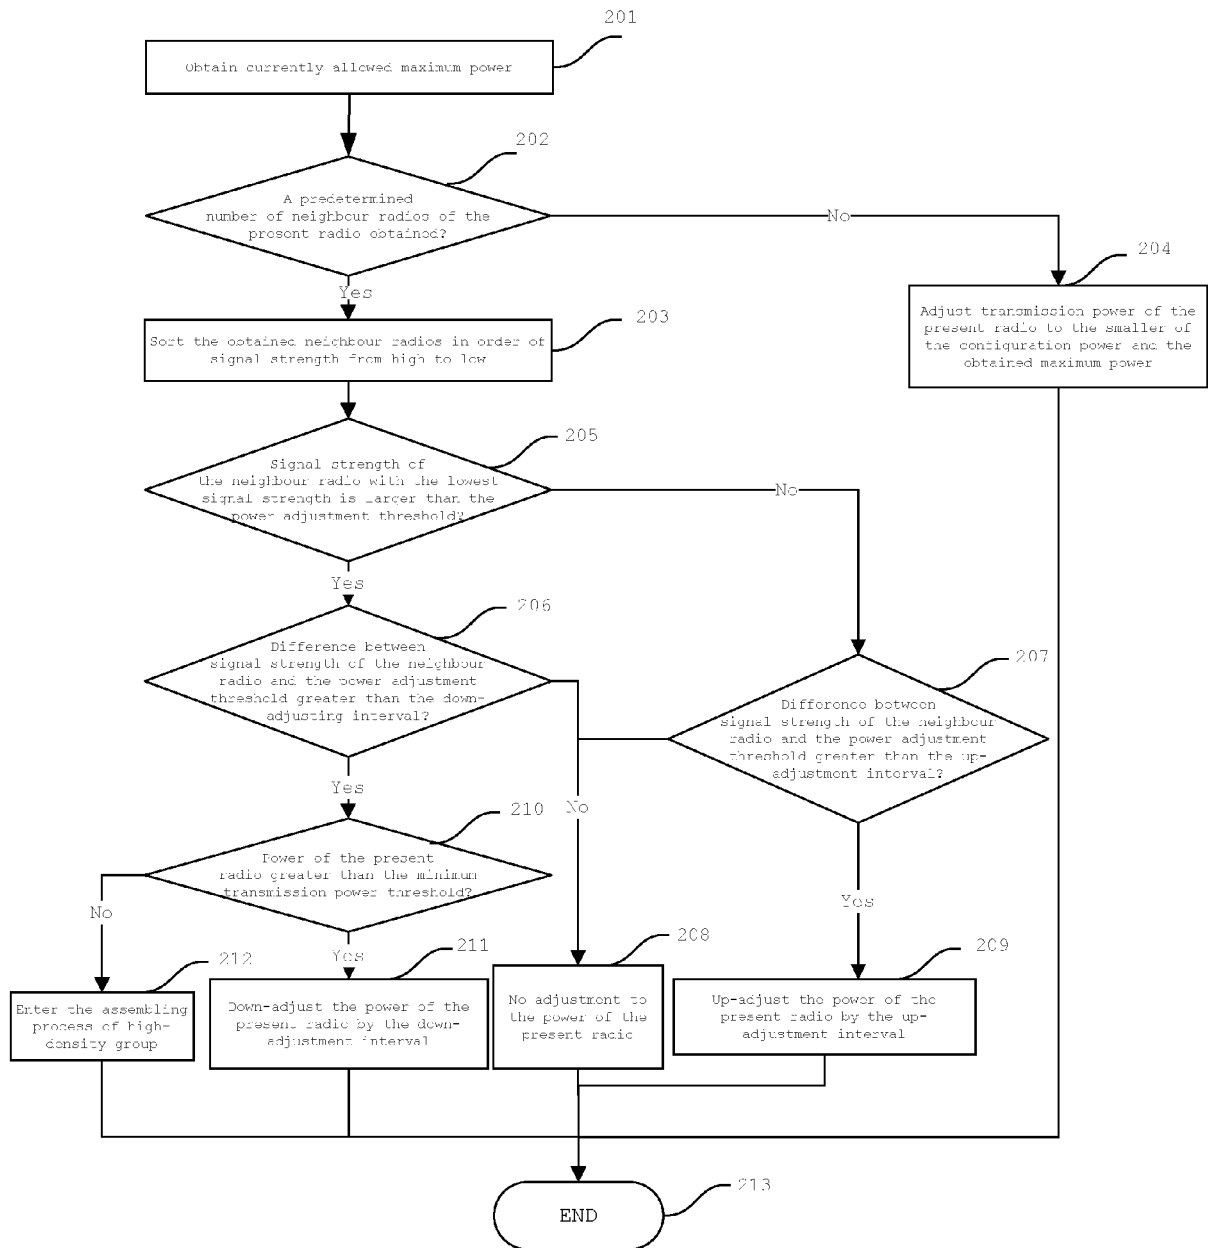 201
Obtain currently allowed maximum power
202
A predetermined
number of neighbour radios of the
present radio obtained?
No
Yes
204
Adjust transmission power of the
present radio to the smaller of
the configuration power and the
obtained maximum power
203
Sort the obtained neighbour radios in order of
signal strength from high to low
205
Signal strength of
the neighbour radio with the lowest
signal strength is larger than the
power adjustment threshold?
No
Yes
206
Difference between
signal strength of the neighbour
radio and the power adjustment
threshold greater than the down-
adjusting interval?
207
Difference between
signal strength of the neighbour
radio and the power adjustment
threshold greater than the up-
adjustment interval?
Yes
No
210
Power of the present
radio greater than the minimum
transmission power threshold?
No
Yes
Yes
212
Enter the assembling
process of high-
density group
211
Down-adjust the power of the
present radio by the down-
adjustment interval
208
No adjustment to
the power of the
present radio
209
Up-adjust the power of the
present radio by the up-
adjustment interval
213
END